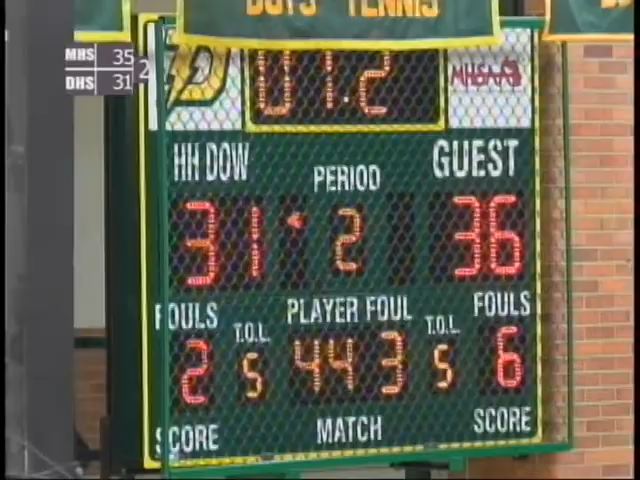 BOYS TENNIS
MHS 35
DHS 31 2
D 01.2 MHSAA
HH DOW PERIOD GUEST
31 2 36
FOULS PLAYER FOUL FOULS
T.O.L. T.O.L.
2 5 44 3 5 6
SCORE MATCH SCORE